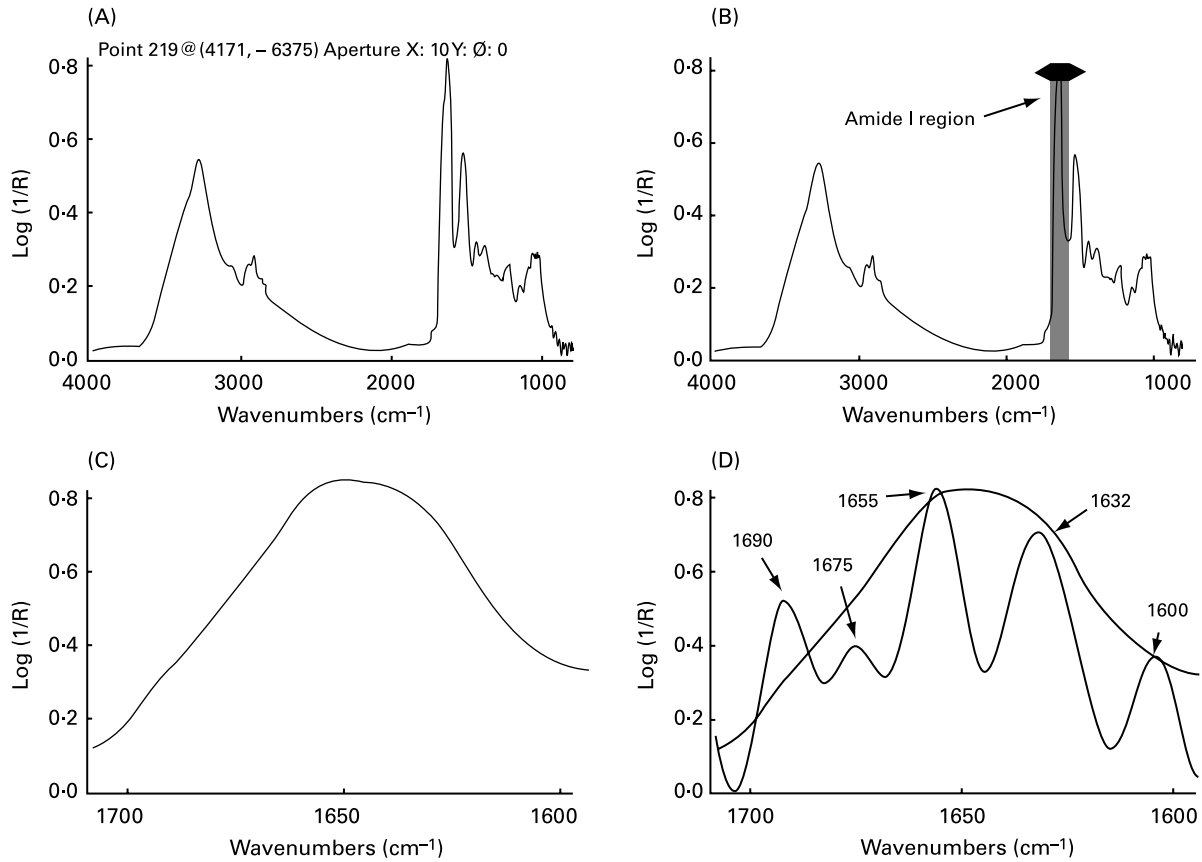 (A)
Point 219 @ (4171, – 6375) Aperture X: 10 Y: Ø: 0
0·8
0·6
0·4
0·2
0·0
Log (1/R)
4000 3000 2000 1000
Wavenumbers (cm–1)
(B)
0·8
0·6
0·4
0·2
0·0
Log (1/R)
Amide I region
4000 3000 2000 1000
Wavenumbers (cm–1)
(C)
0·8
0·6
0·4
0·2
0·0
Log (1/R)
1700 1650 1600
Wavenumbers (cm–1)
(D)
0·8
0·6
0·4
0·2
0·0
Log (1/R)
1690
1675
1655
1632
1600
1700 1650 1600
Wavenumbers (cm–1)